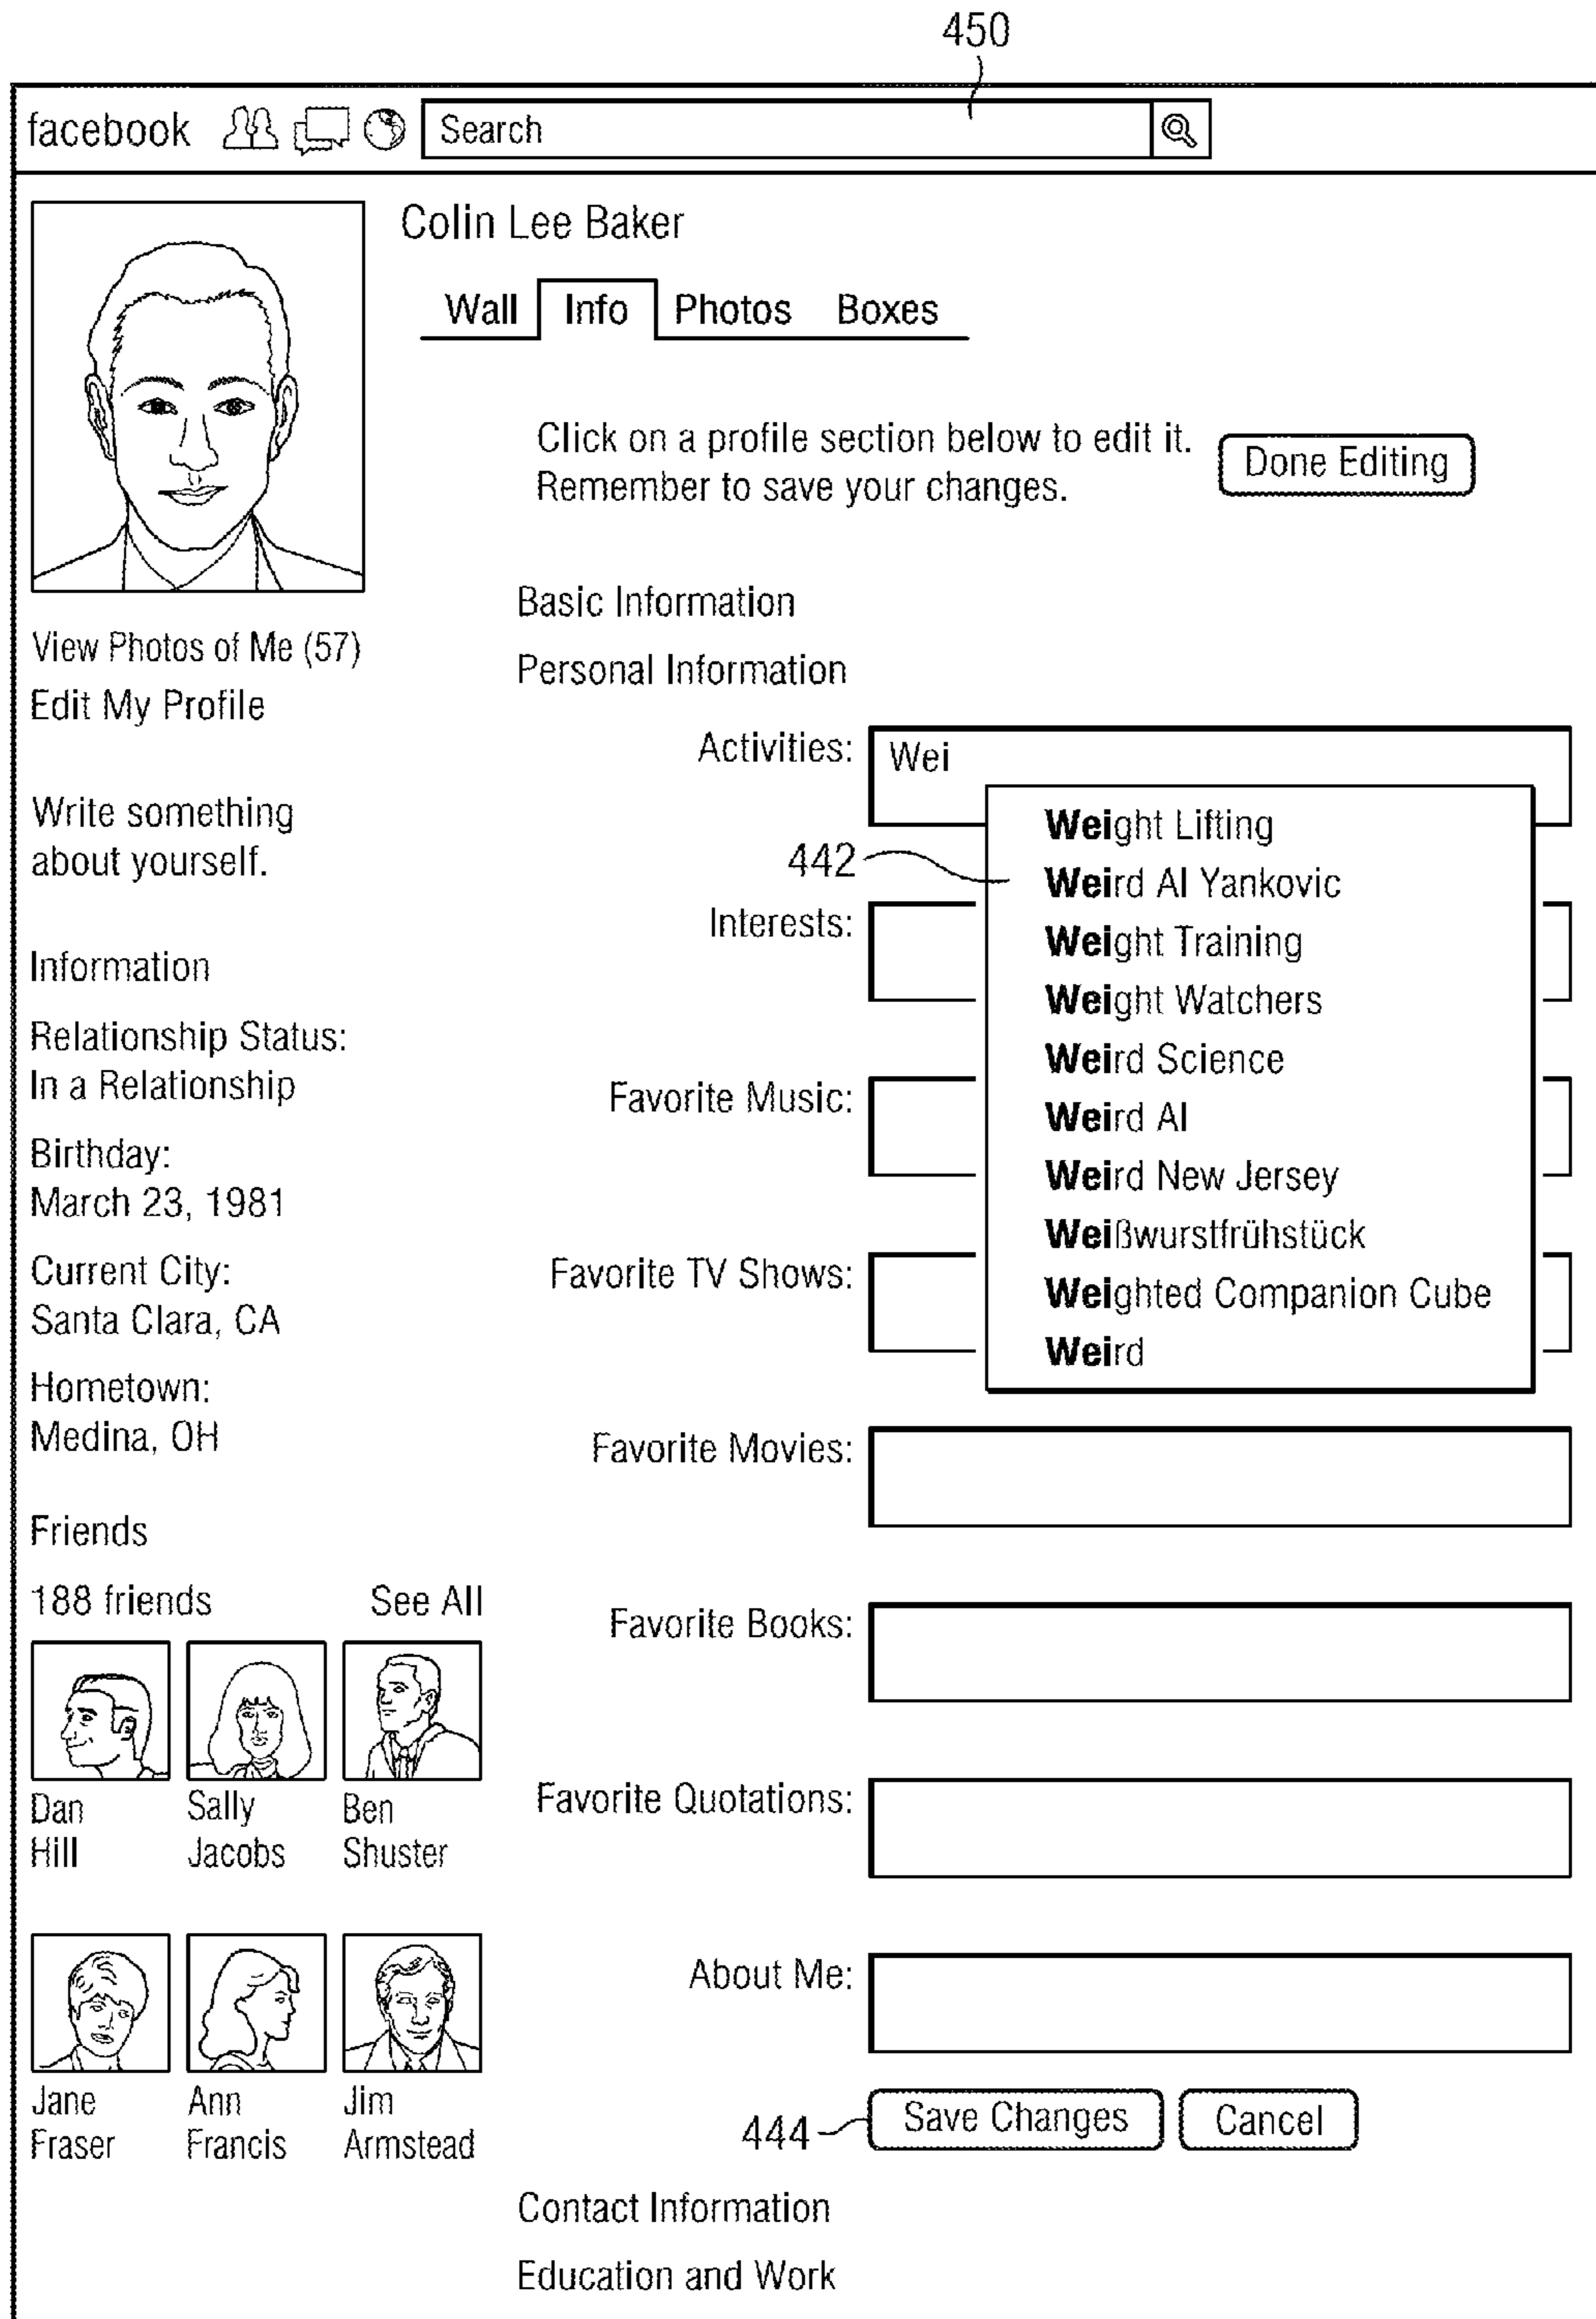 450
facebook
Search
Colin Lee Baker
Wall Info Photos Boxes
Click on a profile section below to edit it.
Remember to save your changes.
Done Editing
View Photos of Me (57)
Edit My Profile
Write something
about yourself.
Information
Relationship Status:
In a Relationship
Birthday:
March 23, 1981
Current City:
Santa Clara, CA
Hometown:
Medina, OH
Friends
188 friends See All
Dan
Hill
Sally
Jacobs
Ben
Shuster
Jane
Fraser
Ann
Francis
Jim
Armstead
Basic Information
Personal Information
Activities: Wei
442
Weight Lifting
Weird Al Yankovic
Weight Training
Weight Watchers
Weird Science
Weird Al
Weird New Jersey
Weißwurstfrühstück
Weighted Companion Cube
Weird
Interests:
Favorite Music:
Favorite TV Shows:
Favorite Movies:
Favorite Books:
Favorite Quotations:
About Me:
444
Save Changes Cancel
Contact Information
Education and Work